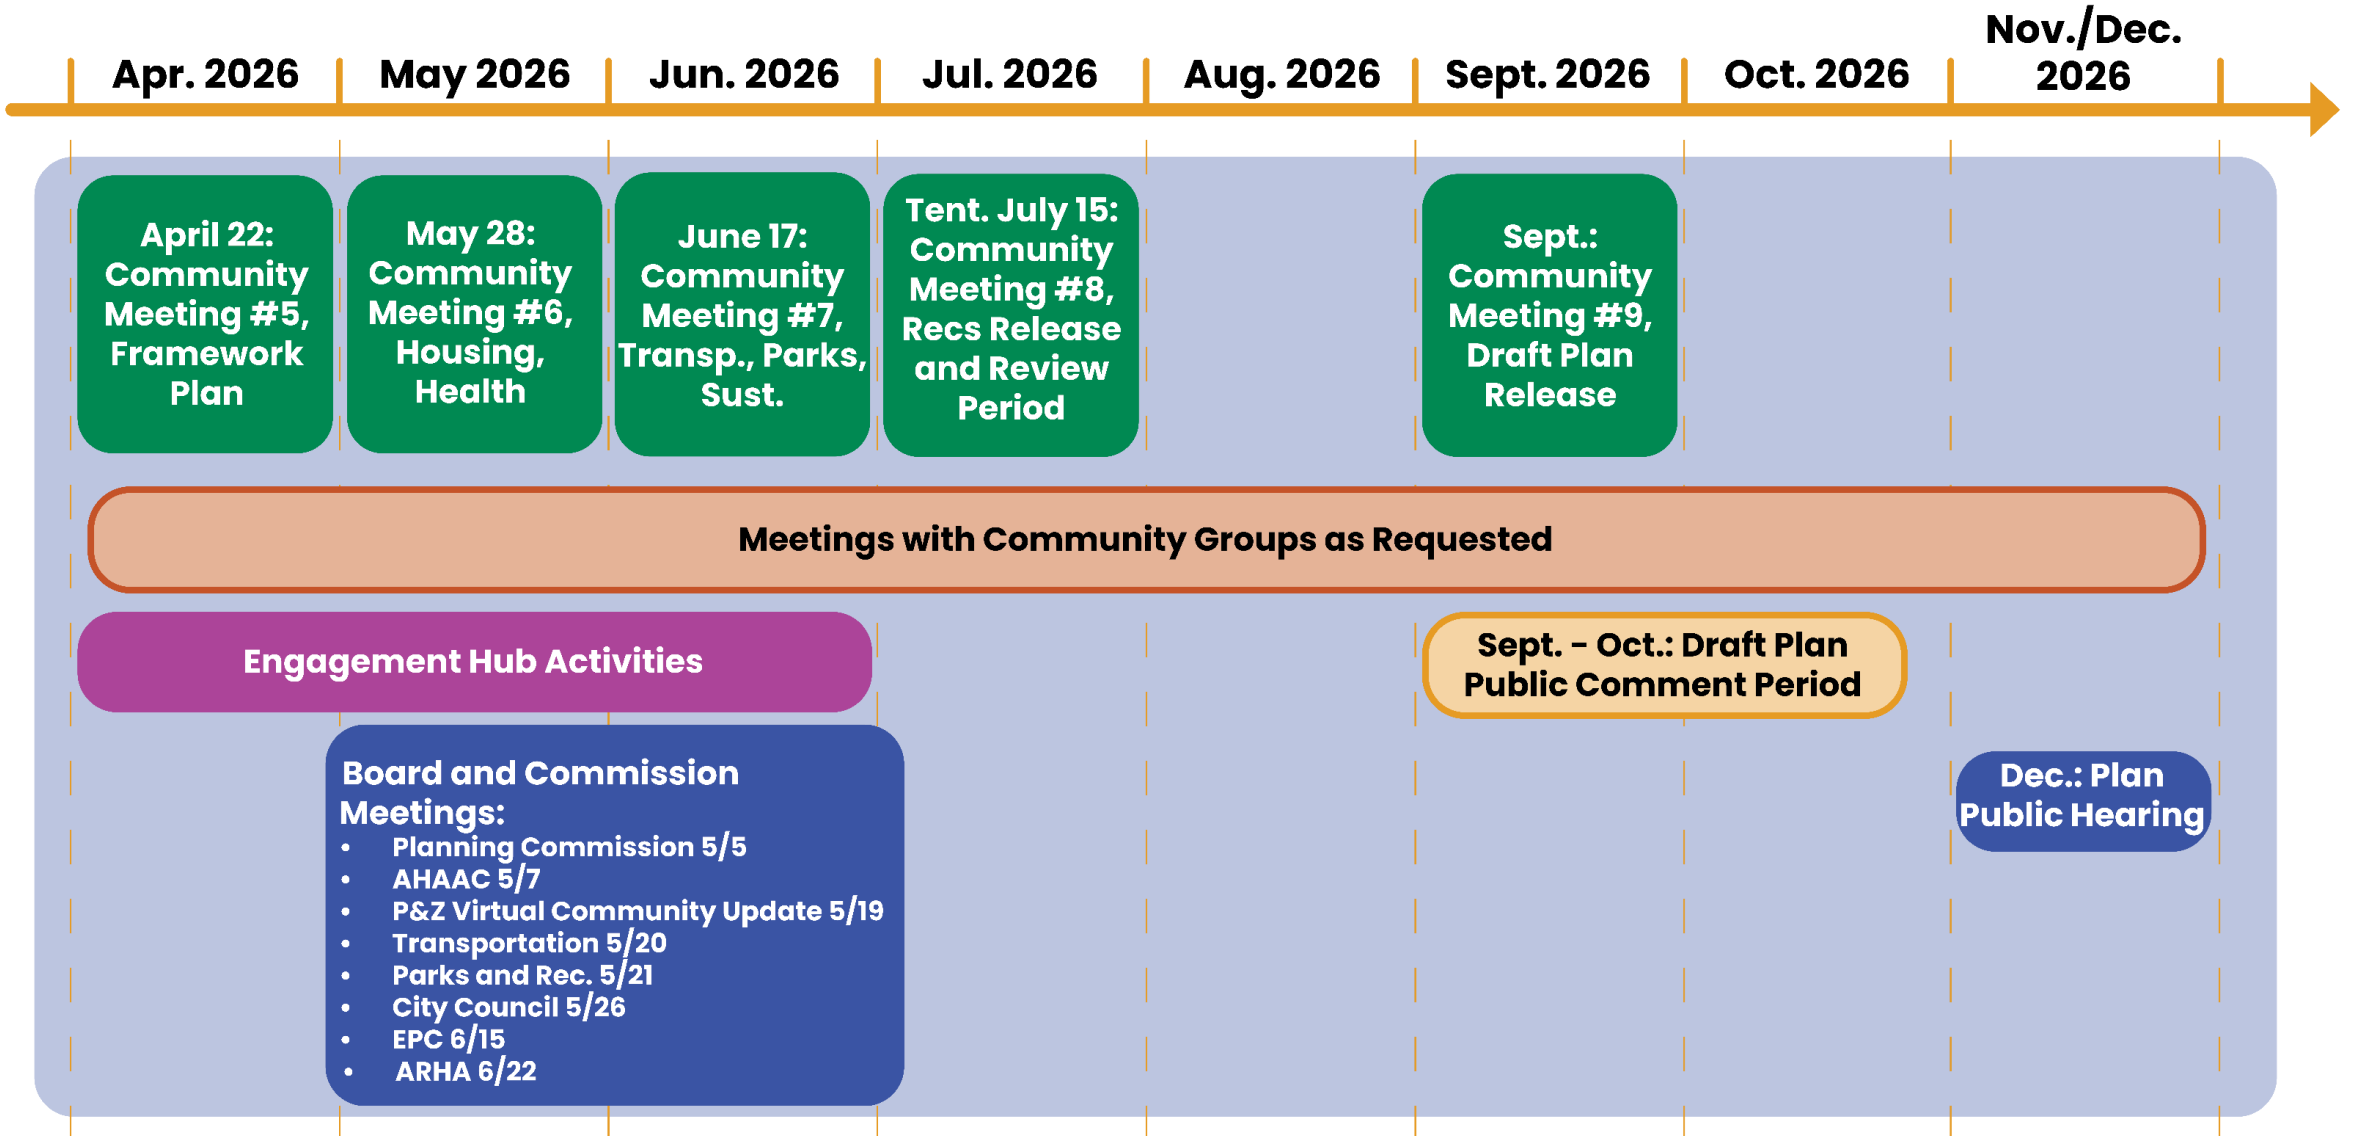 Apr. 2026
May 2026
Jun. 2026
Jul. 2026
Aug. 2026
Sept. 2026
Oct. 2026
Nov./Dec.
2026
April 22:
Community
Meeting #5,
Framework
Plan
May 28:
Community
Meeting #6,
Housing,
Health
June 17:
Community
Meeting #7,
Transp., Parks,
Sust.
Tent. July 15:
Community
Meeting #8,
Recs Release
and Review
Period
Sept.:
Community
Meeting #9,
Draft Plan
Release
Meetings with Community Groups as Requested
Engagement Hub Activities
Sept. - Oct.: Draft Plan
Public Comment Period
Board and Commission
Meetings:
• Planning Commission 5/5
• AHAAC 5/7
• P&Z Virtual Community Update 5/19
• Transportation 5/20
• Parks and Rec. 5/21
• City Council 5/26
• EPC 6/15
• ARHA 6/22
Dec.: Plan
Public Hearing